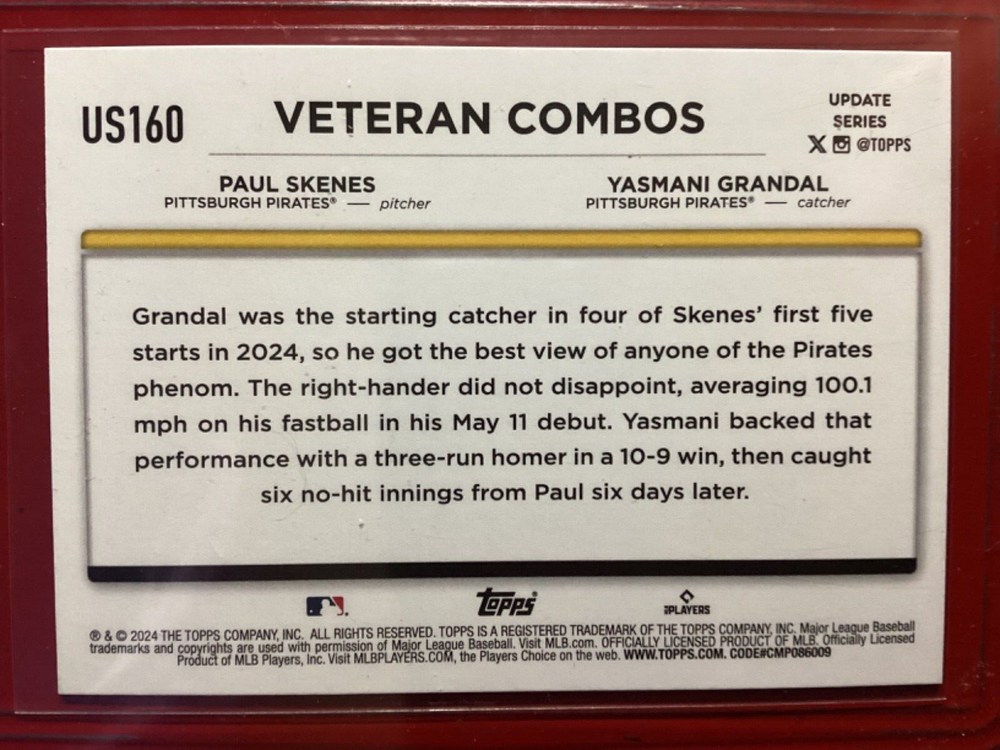 US160
VETERAN COMBOS
UPDATE
SERIES
X @TOPPS
PAUL SKENES
PITTSBURGH PIRATES® — pitcher
YASMANI GRANDAL
PITTSBURGH PIRATES® — catcher
Grandal was the starting catcher in four of Skenes’ first five
starts in 2024, so he got the best view of anyone of the Pirates
phenom. The right-hander did not disappoint, averaging 100.1
mph on his fastball in his May 11 debut. Yasmani backed that
performance with a three-run homer in a 10-9 win, then caught
six no-hit innings from Paul six days later.
topps
PLAYERS
® & © 2024 THE TOPPS COMPANY, INC. ALL RIGHTS RESERVED. TOPPS IS A REGISTERED TRADEMARK OF THE TOPPS COMPANY, INC. Major League Baseball
trademarks and copyrights are used with permission of Major League Baseball. Visit MLB.com. OFFICIALLY LICENSED PRODUCT OF MLB. Officially Licensed
Product of MLB Players, Inc. Visit MLBPLAYERS.COM, the Players Choice on the web. WWW.TOPPS.COM. CODE#CMP086009